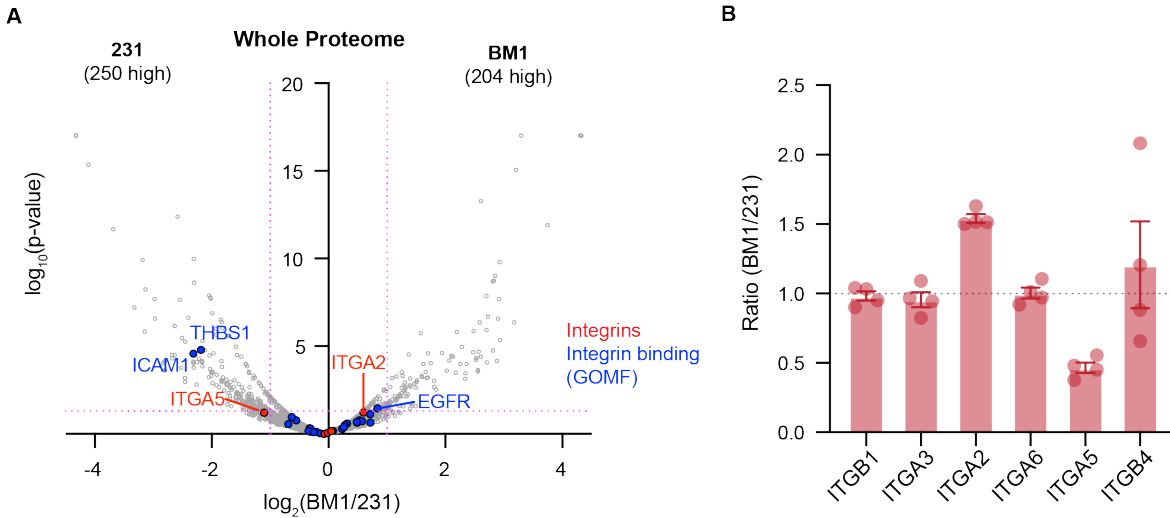 A
Whole Proteome
231
(250 high)
BM1
(204 high)
20
15
10
5
log10(p-value)
THBS1
ICAM1
ITGA5
ITGA2
EGFR
Integrins
Integrin binding
(GOMF)
-4
-2
0
2
4
log2(BM1/231)
B
2.5
2.0
1.5
1.0
0.5
0.0
Ratio (BM1/231)
ITGB1
ITGA3
ITGA2
ITGA6
ITGA5
ITGB4